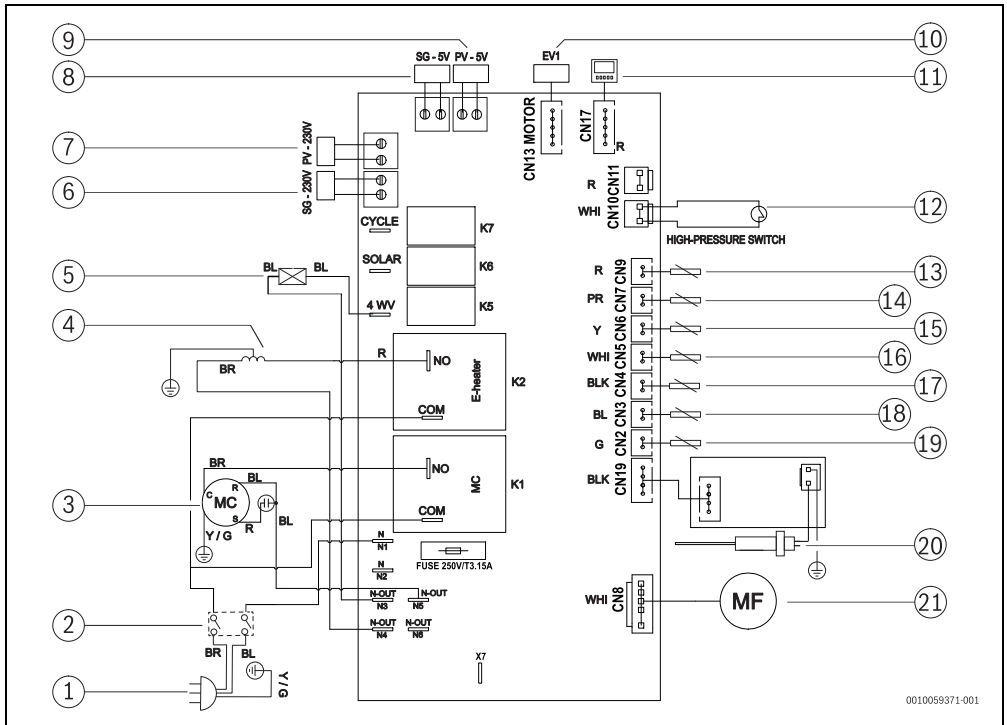 9
SG - 5V PV - 5V
EV1
10
8
11
7
PV - 230V
CN13 MOTOR
CN17
R
6
SG - 230V
R
CN11
WHI
CN10
12
HIGH-PRESSURE SWITCH
CYCLE
K7
SOLAR
K6
5
BL
BL
4 WV
K5
R
CN9
13
PR
CN7
14
Y
CN6
15
WHI
CN5
16
BLK
CN4
17
BL
CN3
18
G
CN2
19
BLK
CN19
4
BR
R
NO
E-heater
K2
COM
BR
NO
MC
K1
COM
3
C
MC
R
S
BL
R
BL
Y / G
N
N1
FUSE 250V/T3.15A
N
N2
N-OUT
N3
N-OUT
N5
N-OUT
N4
N-OUT
N6
20
WHI
CN8
MF
21
2
BR
BL
Y / G
1
X7
0010059371-001